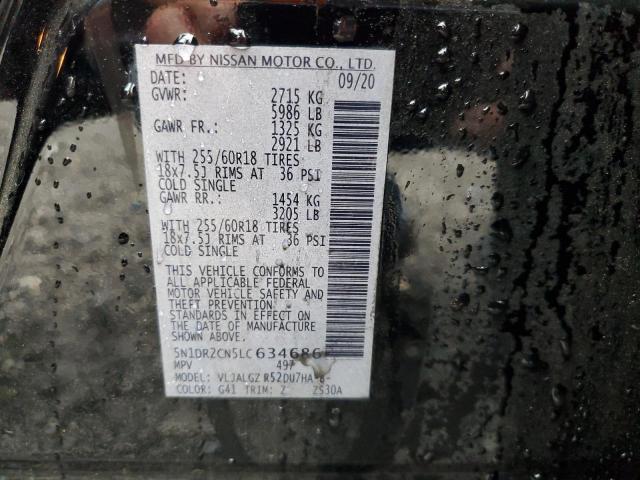 MFD BY NISSAN MOTOR CO., LTD.
DATE: 09/20
GVWR: 2715 KG
5986 LB
GAWR FR.: 1325 KG
2921 LB
WITH 255/60R18 TIRES
18x7.5J RIMS AT 36 PSI
COLD SINGLE
GAWR RR.: 1454 KG
3205 LB
WITH 255/60R18 TIRES
18x7.5J RIMS AT 36 PSI
COLD SINGLE
THIS VEHICLE CONFORMS TO
ALL APPLICABLE FEDERAL
MOTOR VEHICLE SAFETY AND
THEFT PREVENTION
STANDARDS IN EFFECT ON
THE DATE OF MANUFACTURE
SHOWN ABOVE.
5N1DR2CN5LC634686
MPV 497
MODEL: VLJALGZ R52DU7HA-8-
COLOR: G41 TRIM: Z ZS30A